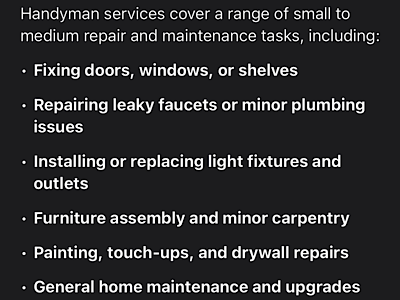 Handyman services cover a range of small to
medium repair and maintenance tasks, including:
• Fixing doors, windows, or shelves
• Repairing leaky faucets or minor plumbing
issues
• Installing or replacing light fixtures and
outlets
• Furniture assembly and minor carpentry
• Painting, touch-ups, and drywall repairs
• General home maintenance and upgrades